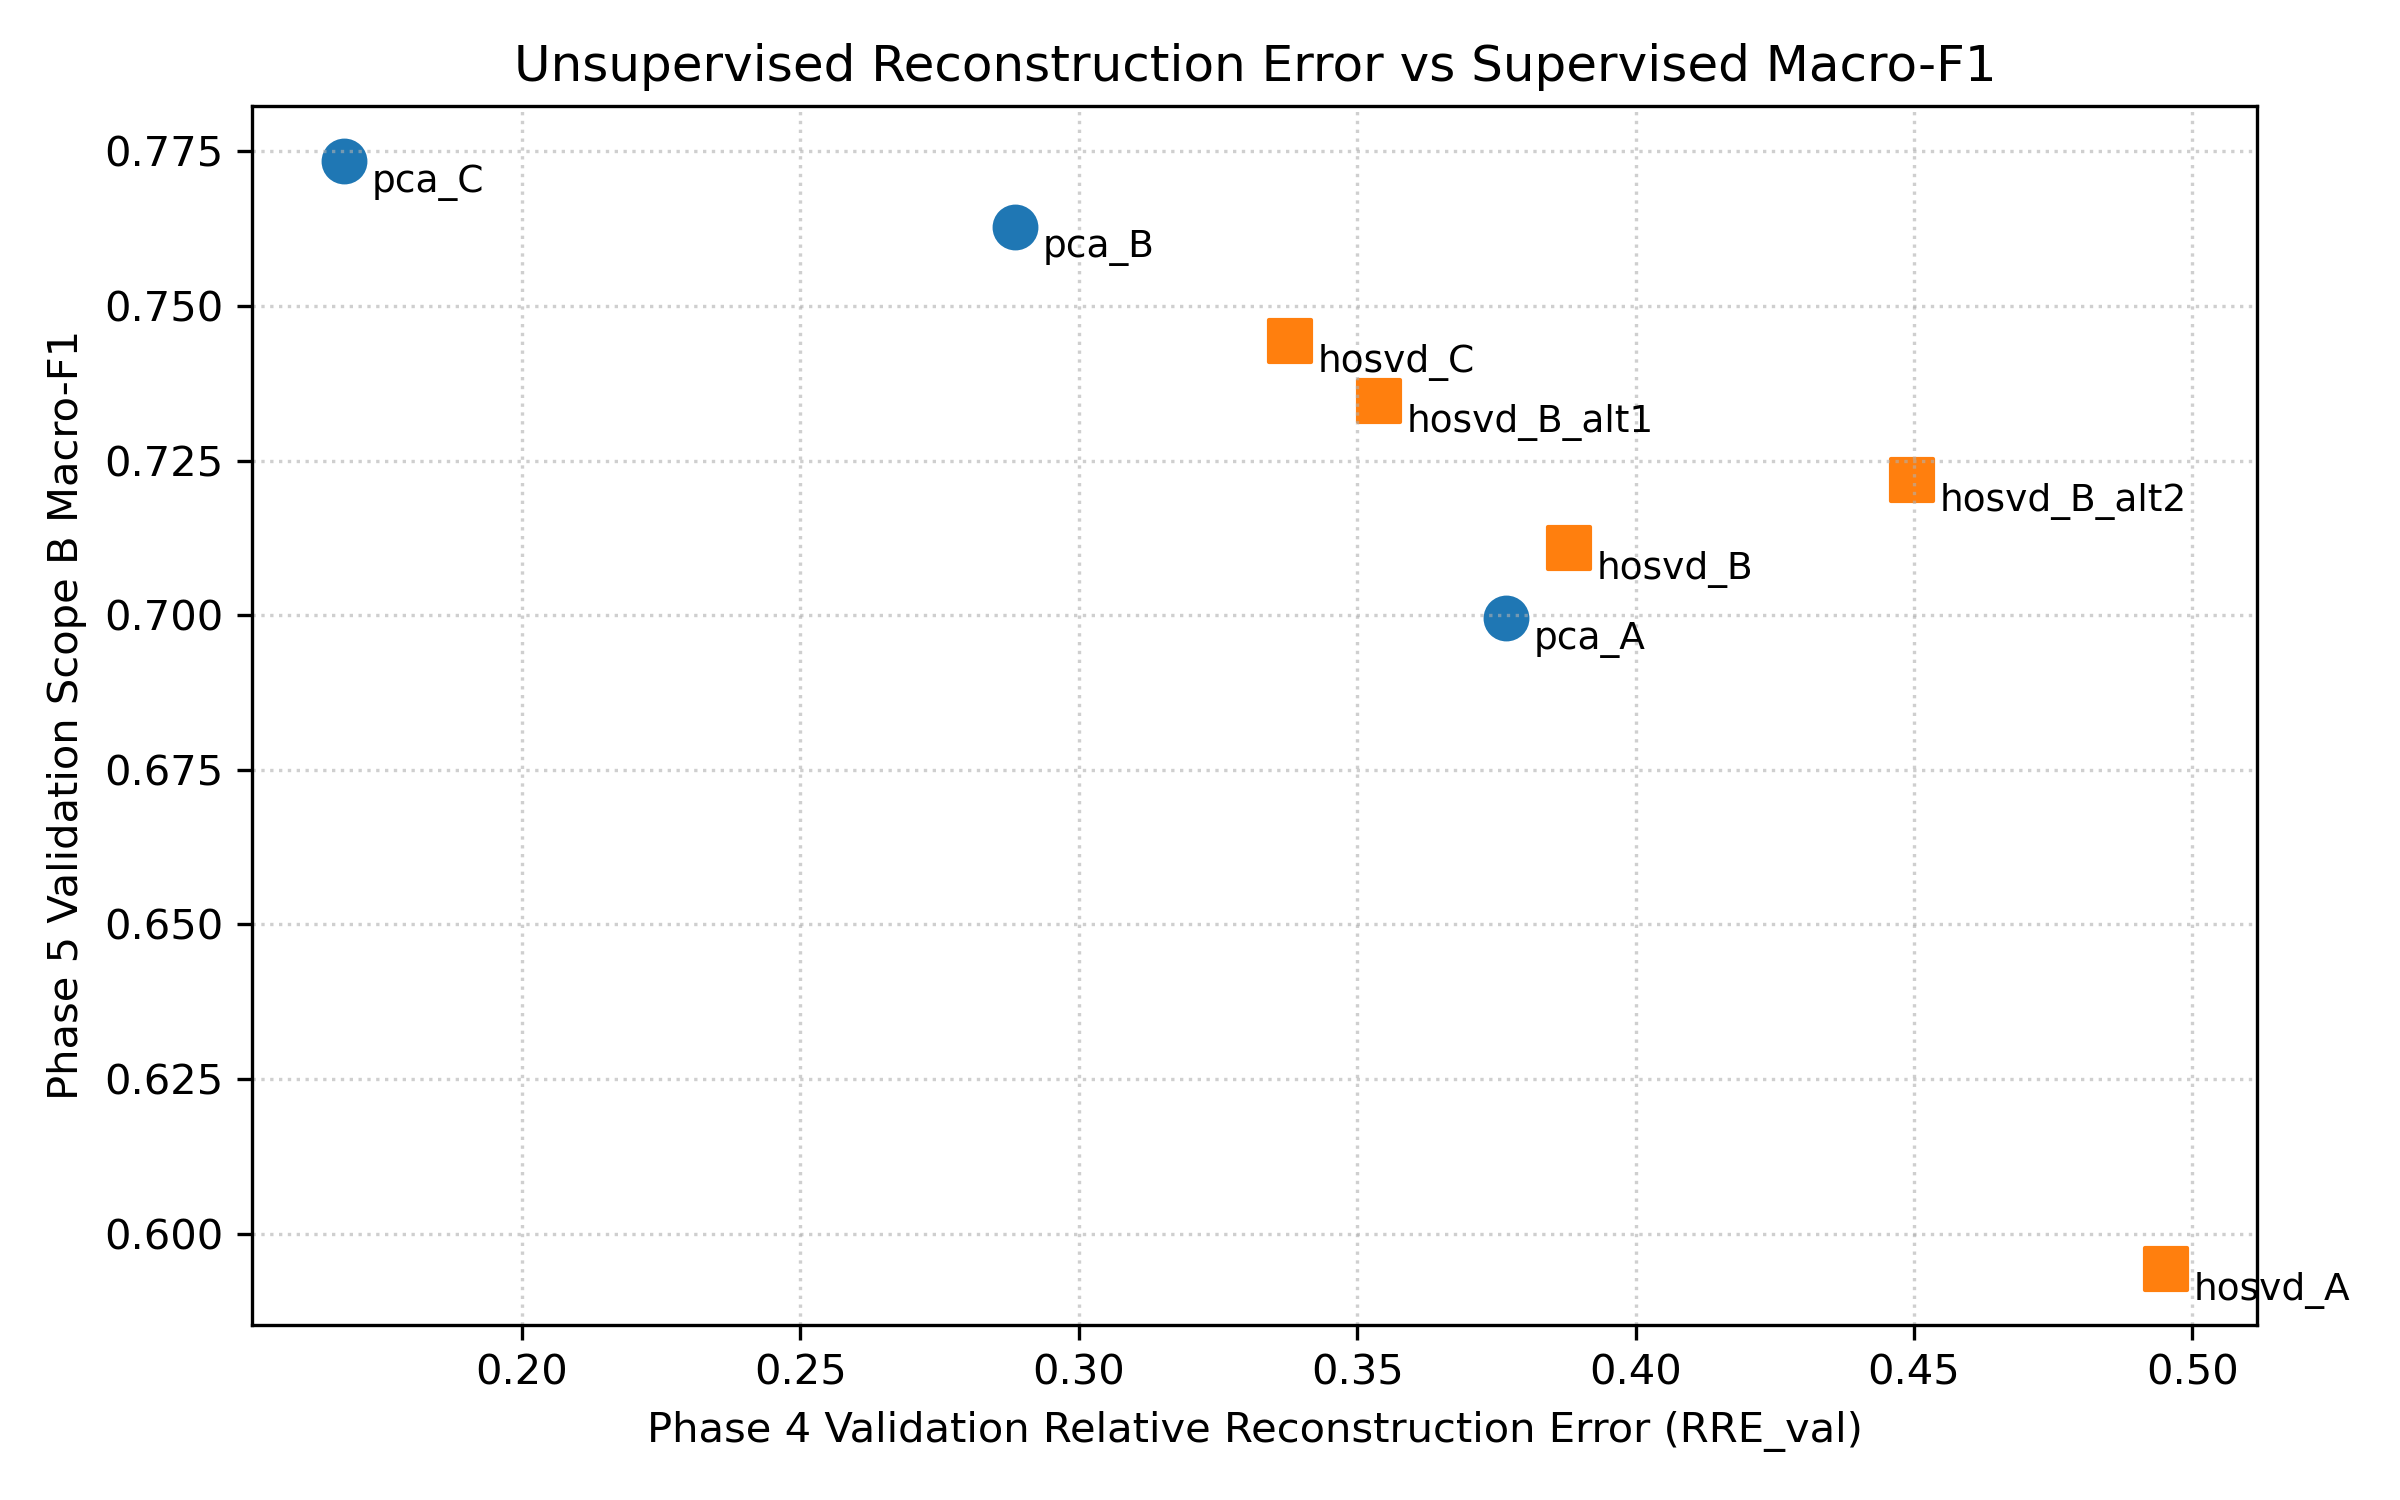 Unsupervised Reconstruction Error vs Supervised Macro-F1
Phase 5 Validation Scope B Macro-F1
0.775
0.750
0.725
0.700
0.675
0.650
0.625
0.600
pca_C
pca_B
hosvd_C
hosvd_B_alt1
hosvd_B_alt2
hosvd_B
pca_A
hosvd_A
0.20
0.25
0.30
0.35
0.40
0.45
0.50
Phase 4 Validation Relative Reconstruction Error (RRE_val)